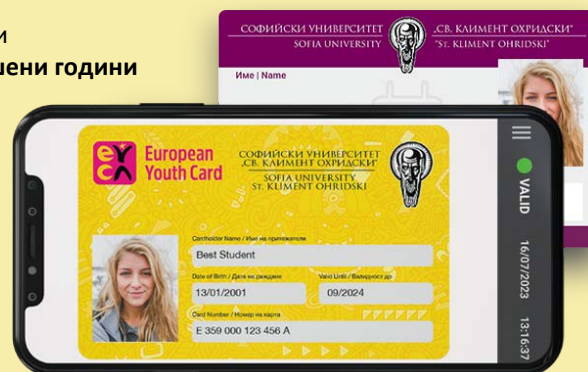 и
шени години
СОФИЙСКИ УНИВЕРСИТЕТ „СВ. КЛИМЕНТ ОХРИДСКИ“
SOFIA UNIVERSITY "ST. KLIMENT OHRIDSKI"
Име | Name
eyca
European
Youth Card
СОФИЙСКИ УНИВЕРСИТЕТ
„СВ. КЛИМЕНТ ОХРИДСКИ“
SOFIA UNIVERSITY
ST. KLIMENT OHRIDSKI
Cardholder Name / Име на притежателя
Best Student
Date of Birth / Дата на раждане Valid Until / Валидност до
13/01/2001 09/2024
Card Number / Номер на карта
E 359 000 123 456 A
VALID 16/07/2023 13:16:37